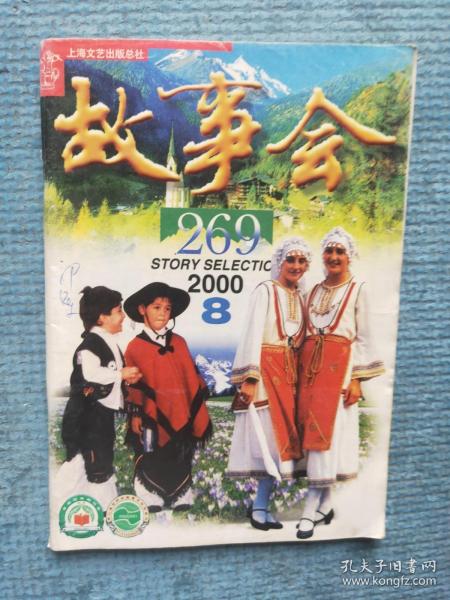 上海文艺出版总社
故事会
269
STORY SELECTIO
2000
8
孔夫子旧书网
www.kongfz.com